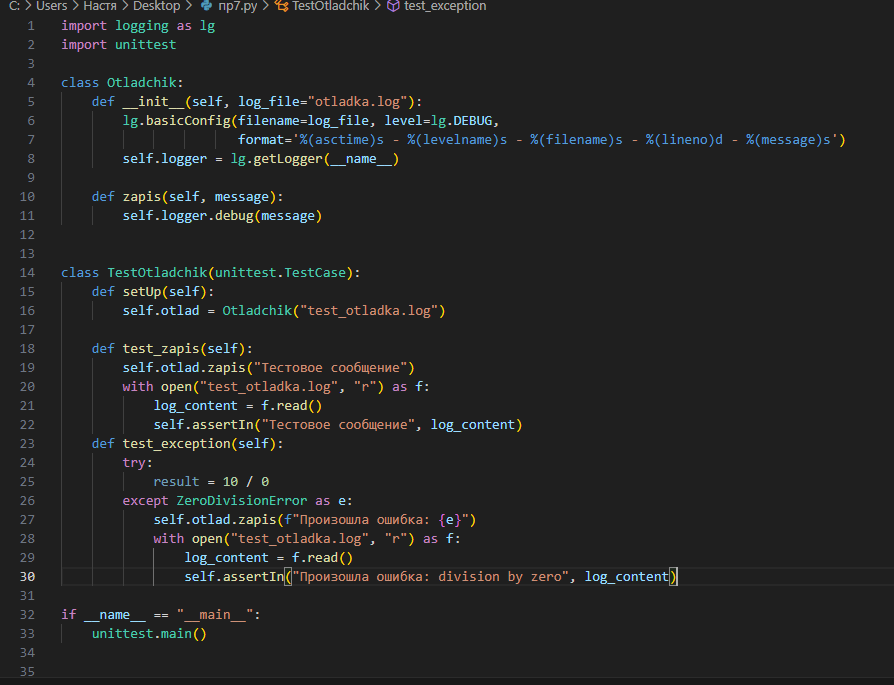 C: > Users > Настя > Desktop > пр7.py > TestOtladchik > test_exception
1 import logging as lg
2 import unittest
3
4 class Otladchik:
5     def __init__(self, log_file="otladka.log"):
6         lg.basicConfig(filename=log_file, level=lg.DEBUG,
7                        format='%(asctime)s - %(levelname)s - %(filename)s - %(lineno)d - %(message)s')
8         self.logger = lg.getLogger(__name__)
9
10     def zapis(self, message):
11         self.logger.debug(message)
12
13
14 class TestOtladchik(unittest.TestCase):
15     def setUp(self):
16         self.otlad = Otladchik("test_otladka.log")
17
18     def test_zapis(self):
19         self.otlad.zapis("Тестовое сообщение")
20         with open("test_otladka.log", "r") as f:
21             log_content = f.read()
22             self.assertIn("Тестовое сообщение", log_content)
23     def test_exception(self):
24         try:
25             result = 10 / 0
26         except ZeroDivisionError as e:
27             self.otlad.zapis(f"Произошла ошибка: {e}")
28             with open("test_otladka.log", "r") as f:
29                 log_content = f.read()
30                 self.assertIn("Произошла ошибка: division by zero", log_content)
31
32 if __name__ == "__main__":
33     unittest.main()
34
35